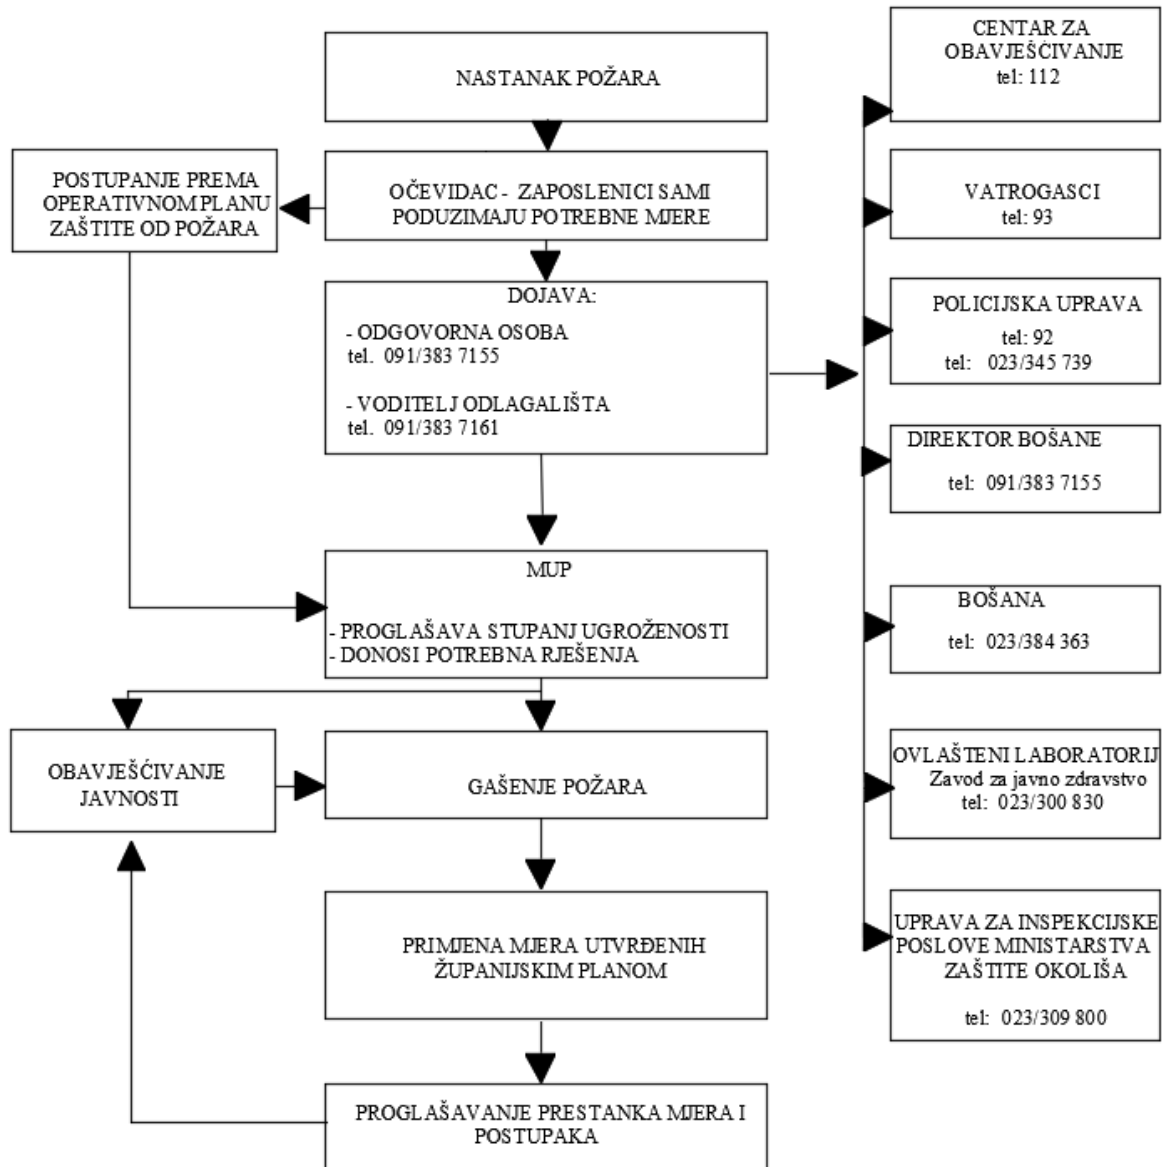 NASTANAK POŽARA
OČEVIDAC - ZAPOSLENICI SAMI
PODUZIMAJU POTREBNE MJERE
POSTUPANJE PREMA
OPERATIVNOM PLANU
ZAŠTITE OD POŽARA
DOJAVA:
- ODGOVORNA OSOBA
tel. 091/383 7155
- VODITELJ ODLAGALIŠTA
tel. 091/383 7161
MUP
- PROGLAŠAVA STUPANJ UGROŽENOSTI
- DONOSI POTREBNA RJEŠENJA
OBAVJEŠĆIVANJE
JAVNOSTI
GAŠENJE POŽARA
PRIMJENA MJERA UTVRĐENIH
ŽUPANIJSKIM PLANOM
PROGLAŠAVANJE PRESTANKA MJERA I
POSTUPAKA
CENTAR ZA
OBAVJEŠĆIVANJE
tel: 112
VATROGASCI
tel: 93
POLICIJSKA UPRAVA
tel: 92
tel: 023/345 739
DIREKTOR BOŠANE
tel: 091/383 7155
BOŠANA
tel: 023/384 363
OVLAŠTENI LABORATORIJ
Zavod za javno zdravstvo
tel: 023/300 830
UPRAVA ZA INSPEKCIJSKE
POSLOVE MINISTARSTVA
ZAŠTITE OKOLIŠA
tel: 023/309 800